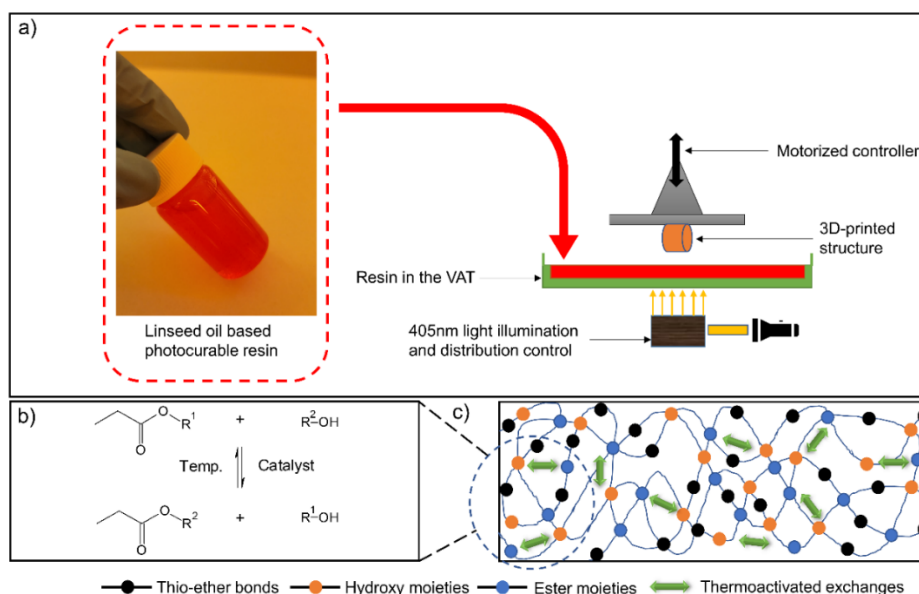 a)
Motorized controller
3D-printed
structure
Resin in the VAT
Linseed oil based
photocurable resin
405nm light illumination
and distribution control
b)
O
R¹
+
R²-OH
O
Temp.
Catalyst
O
R²
+
R¹-OH
O
c)
Thio-ether bonds
Hydroxy moieties
Ester moieties
Thermoactivated exchanges